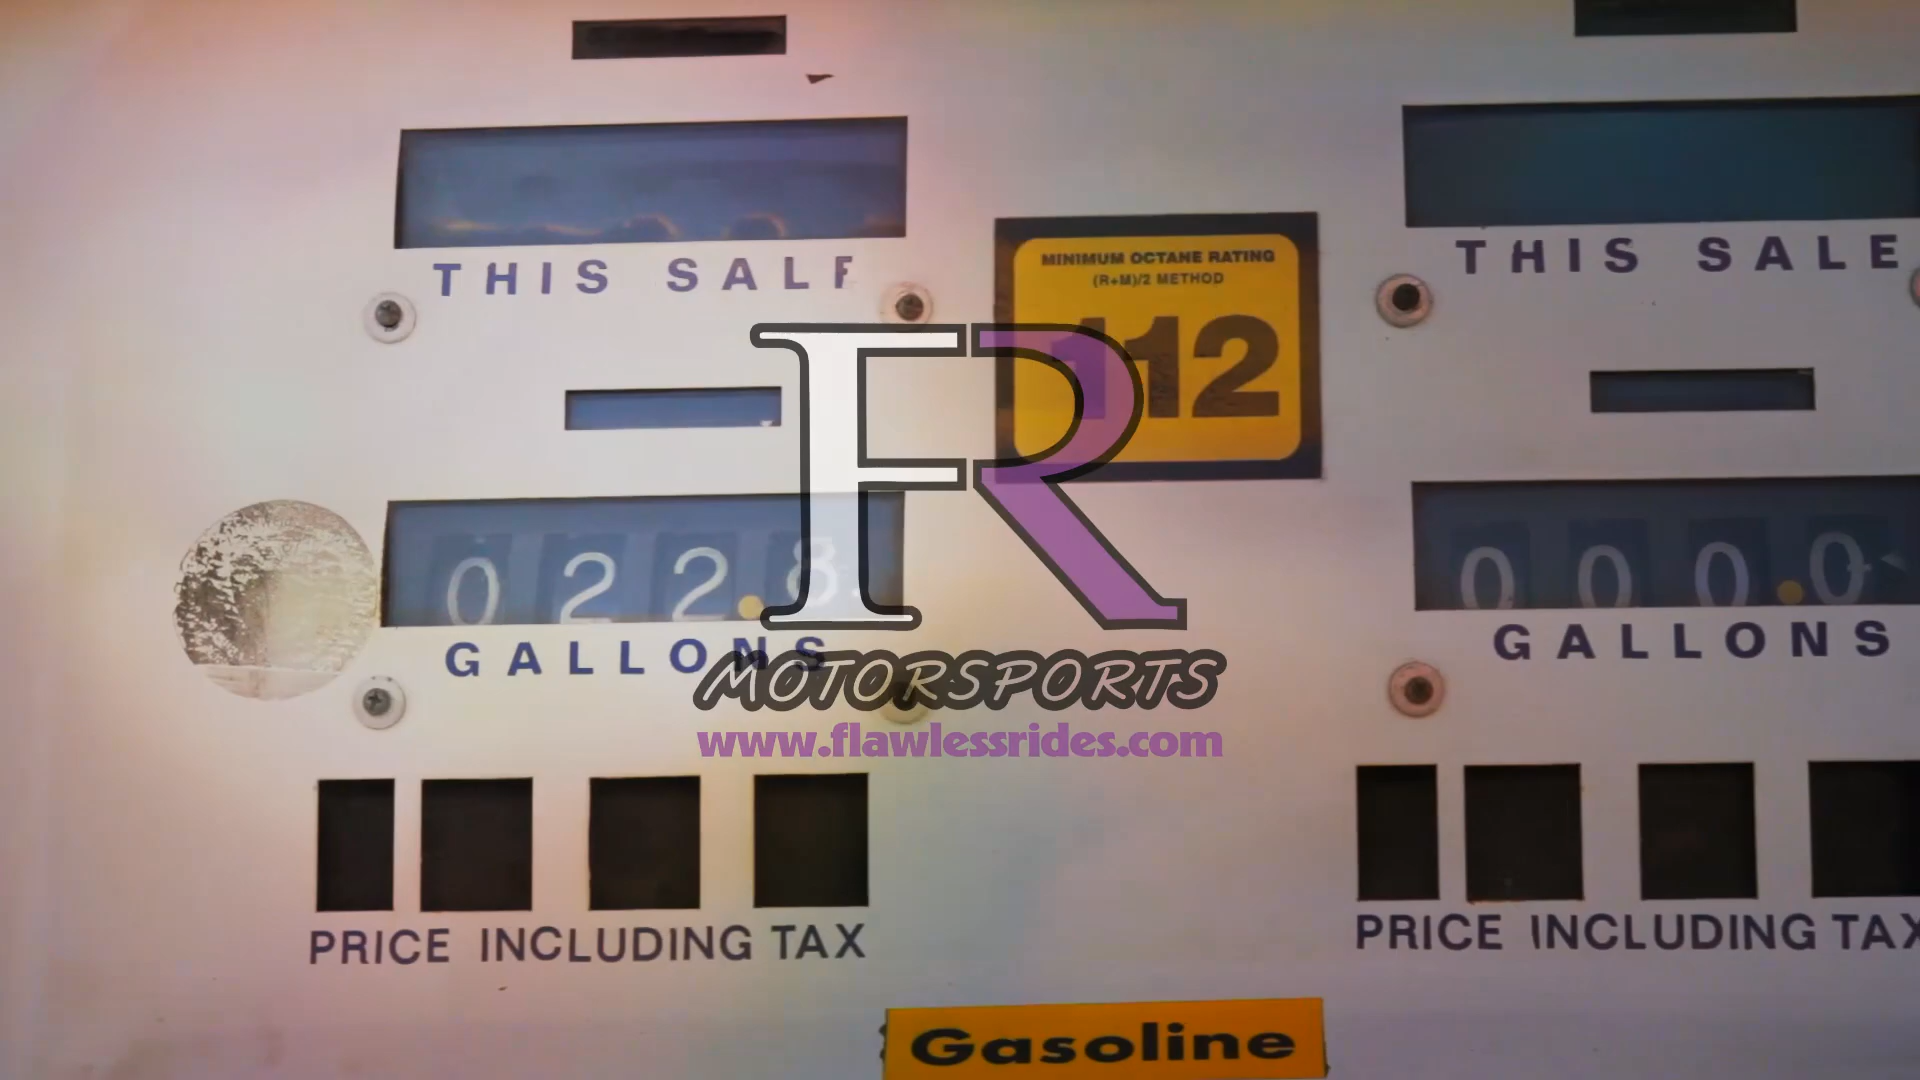 THIS SALE
THIS SALE
MINIMUM OCTANE RATING
(R+M)/2 METHOD
112
FR
022.8
000.0
GALLONS
GALLONS
MOTORSPORTS
www.flawlessrides.com
PRICE INCLUDING TAX
PRICE INCLUDING TAX
Gasoline